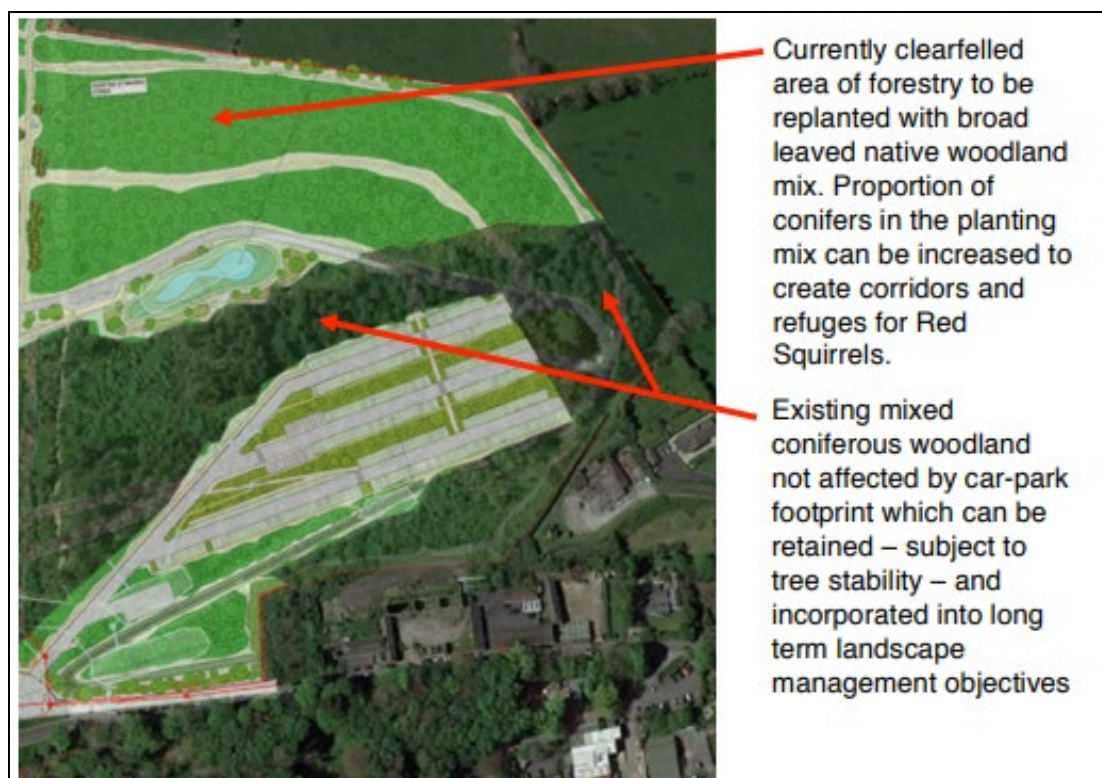 Currently clearfelled
area of forestry to be
replanted with broad
leaved native woodland
mix. Proportion of
conifers in the planting
mix can be increased to
create corridors and
refuges for Red
Squirrels.
Existing mixed
coniferous woodland
not affected by car-park
footprint which can be
retained – subject to
tree stability – and
incorporated into long
term landscape
management objectives